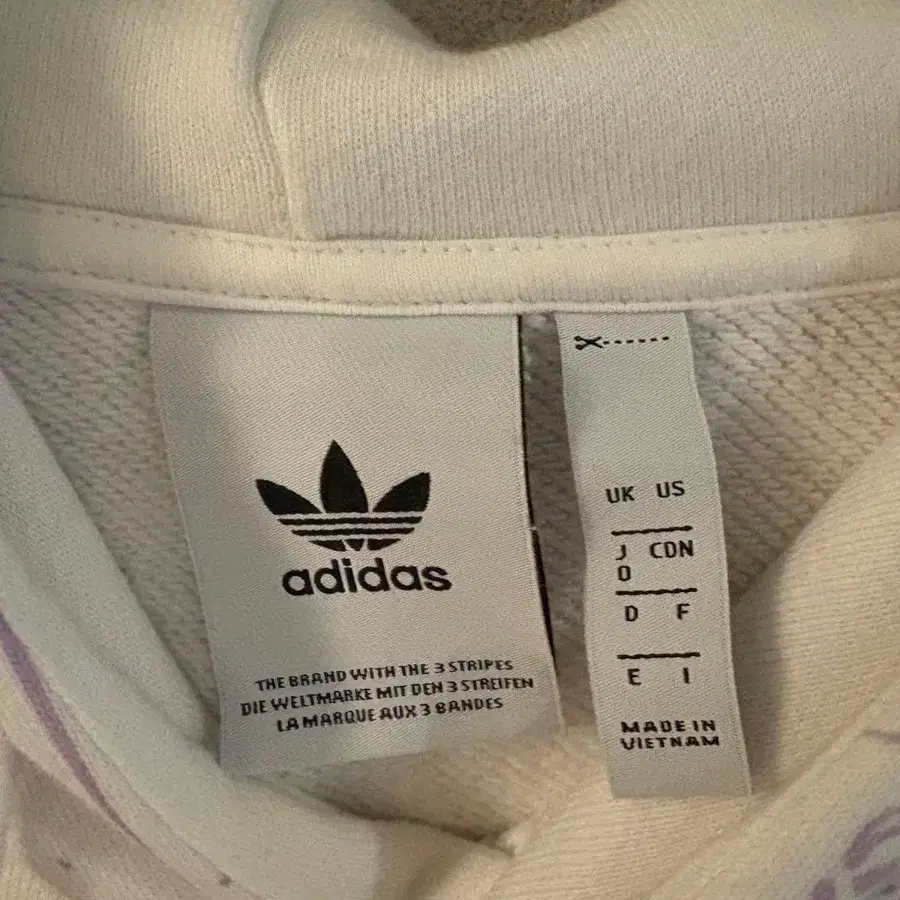 adidas
THE BRAND WITH THE 3 STRIPES
DIE WELTMARKE MIT DEN 3 STREIFEN
LA MARQUE AUX 3 BANDES
UK US
J CDN
O
D F
E I
MADE IN
VIETNAM